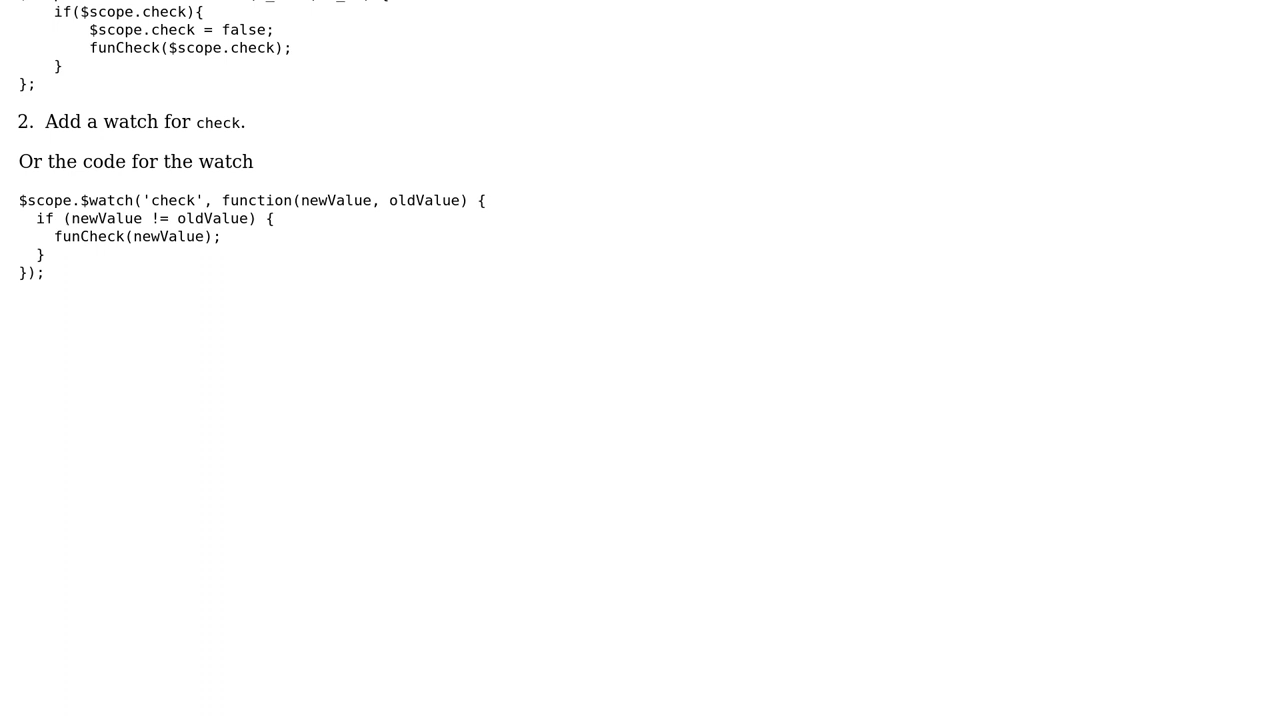 if($scope.check){
        $scope.check = false;
        funCheck($scope.check);
    }
};
2. Add a watch for check.
Or the code for the watch
$scope.$watch('check', function(newValue, oldValue) {
  if (newValue != oldValue) {
    funCheck(newValue);
  }
});